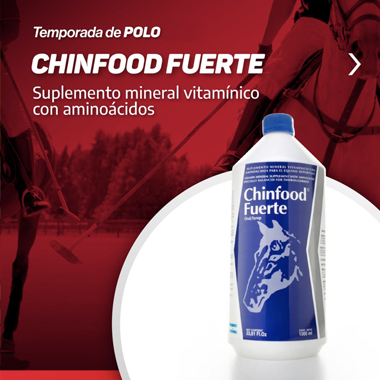 Temporada de POLO
CHINFOOD FUERTE
Suplemento mineral vitamínico
con aminoácidos
Chinfood®
Fuerte
1000 ml